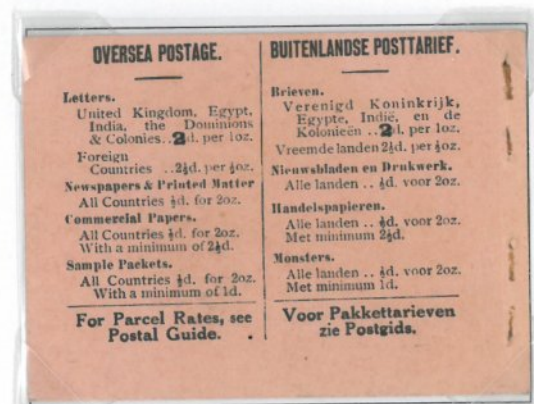 OVERSEA POSTAGE.
Letters.
United Kingdom, Egypt,
India, the Dominions
& Colonies..2d. per 1oz.
Foreign
Countries ..2½d. per ½oz.
Newspapers & Printed Matter
All Countries ½d. for 2oz.
Commercial Papers.
All Countries ½d. for 2oz.
With a minimum of 2½d.
Sample Packets.
All Countries ½d. for 2oz.
With a minimum of 1d.
For Parcel Rates, see
Postal Guide.
BUITENLANDSE POSTTARIEF.
Brieven.
Verenigd Koninkrijk,
Egypte, Indië, en de
Kolonieën ..2d. per 1oz.
Vreemde landen 2½d. per ½oz.
Nieuwsbladen en Drukwerk.
Alle landen .. ½d. voor 2oz.
Handelspapieren.
Alle landen .. ½d. voor 2oz.
Met minimum 2½d.
Monsters.
Alle landen .. ½d. voor 2oz.
Met minimum 1d.
Voor Pakkettarieven
zie Postgids.